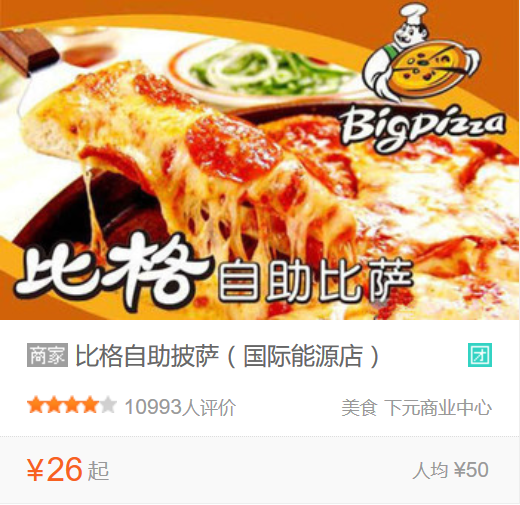 Bigpizza
比格自助比萨
商家 比格自助披萨（国际能源店） 团
10993人评价 美食 下元商业中心
¥26起 人均 ¥50